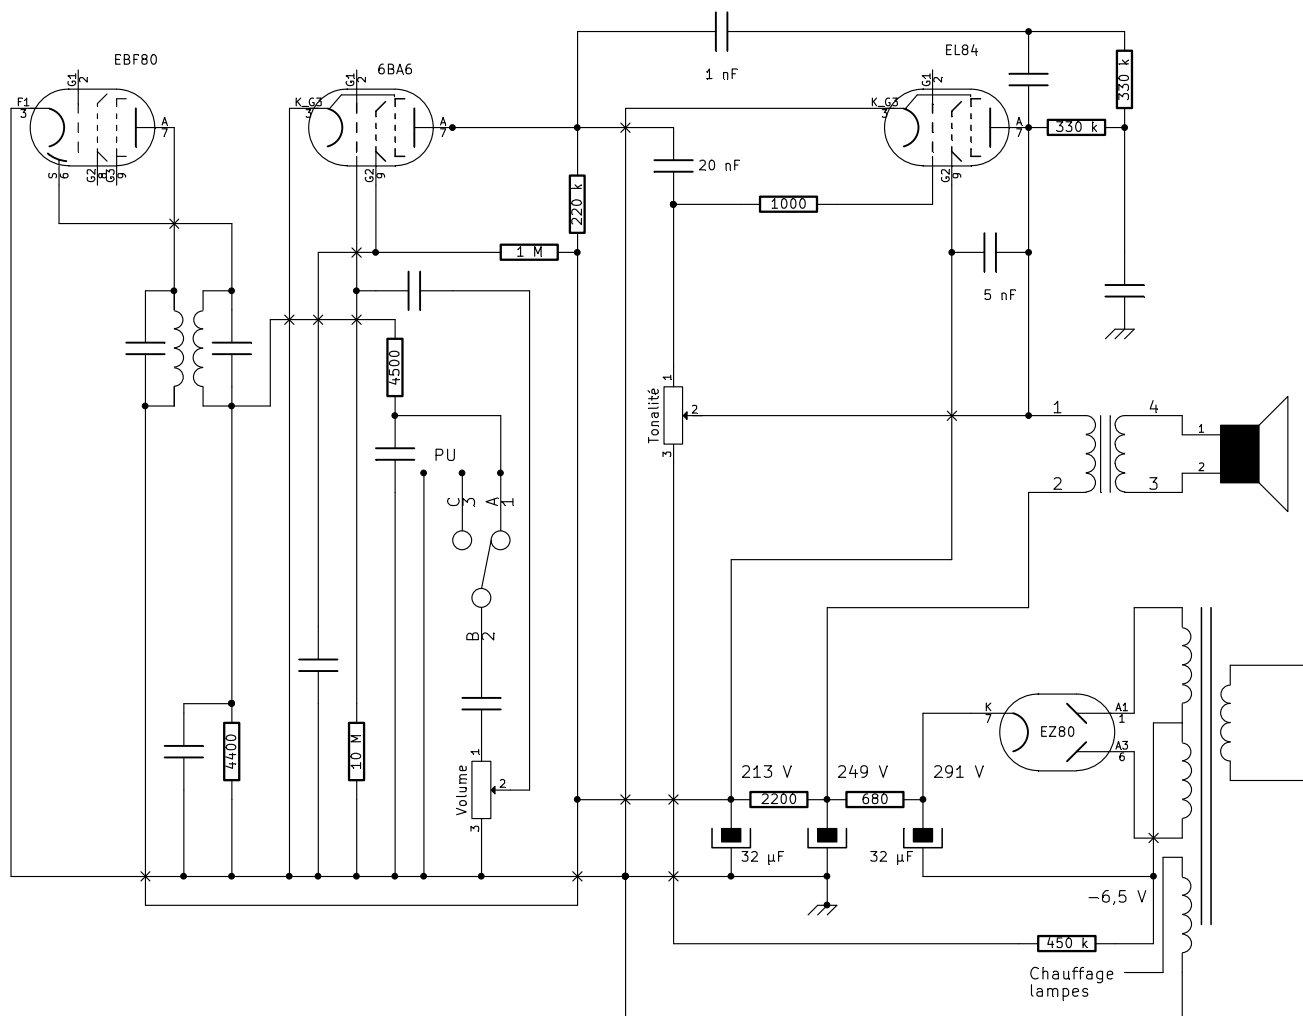 EBF80
G1
2
F1
3
A
7
S
6
G2
8
G3
9
6BA6
G1
2
K_G3
3
A
7
G2
9
1 nF
EL84
G1
2
K_G3
3
A
7
G2
9
330 k
330 k
20 nF
220 k
1000
1 M
5 nF
4500
Tonalité
1
2
3
1
2
4
3
1
2
PU
C
3
A
1
B
2
4400
10 M
Volume
1
2
3
213 V
249 V
291 V
2200
680
32 µF
32 µF
K
7
EZ80
A1
1
A3
6
-6,5 V
450 k
Chauffage
lampes